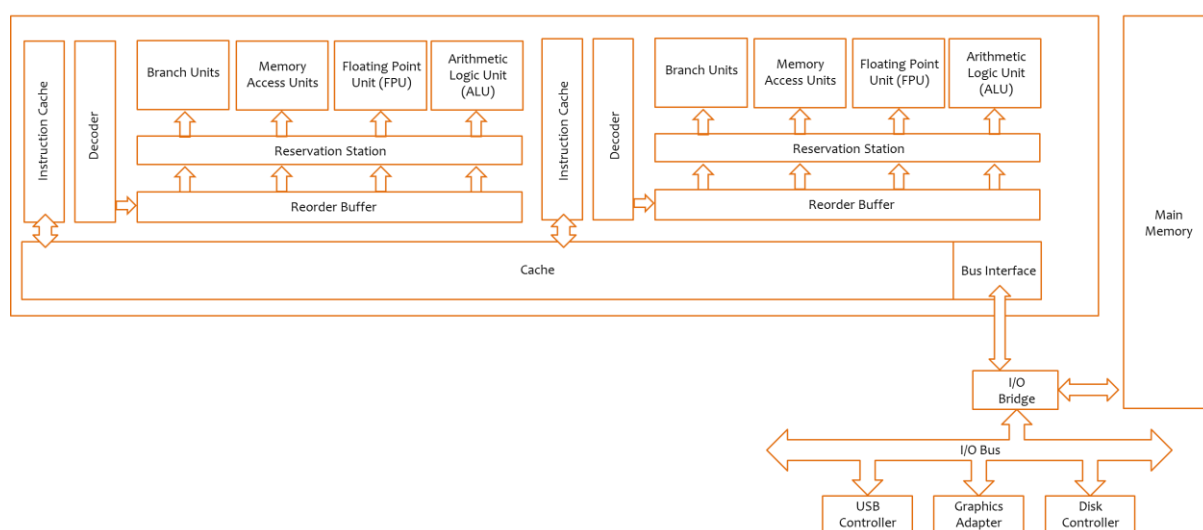 Instruction Cache
Decoder
Branch Units
Memory
Access Units
Floating Point
Unit (FPU)
Arithmetic
Logic Unit
(ALU)
Reservation Station
Reorder Buffer
Instruction Cache
Decoder
Branch Units
Memory
Access Units
Floating Point
Unit (FPU)
Arithmetic
Logic Unit
(ALU)
Reservation Station
Reorder Buffer
Cache
Bus Interface
Main
Memory
I/O
Bridge
I/O Bus
USB
Controller
Graphics
Adapter
Disk
Controller